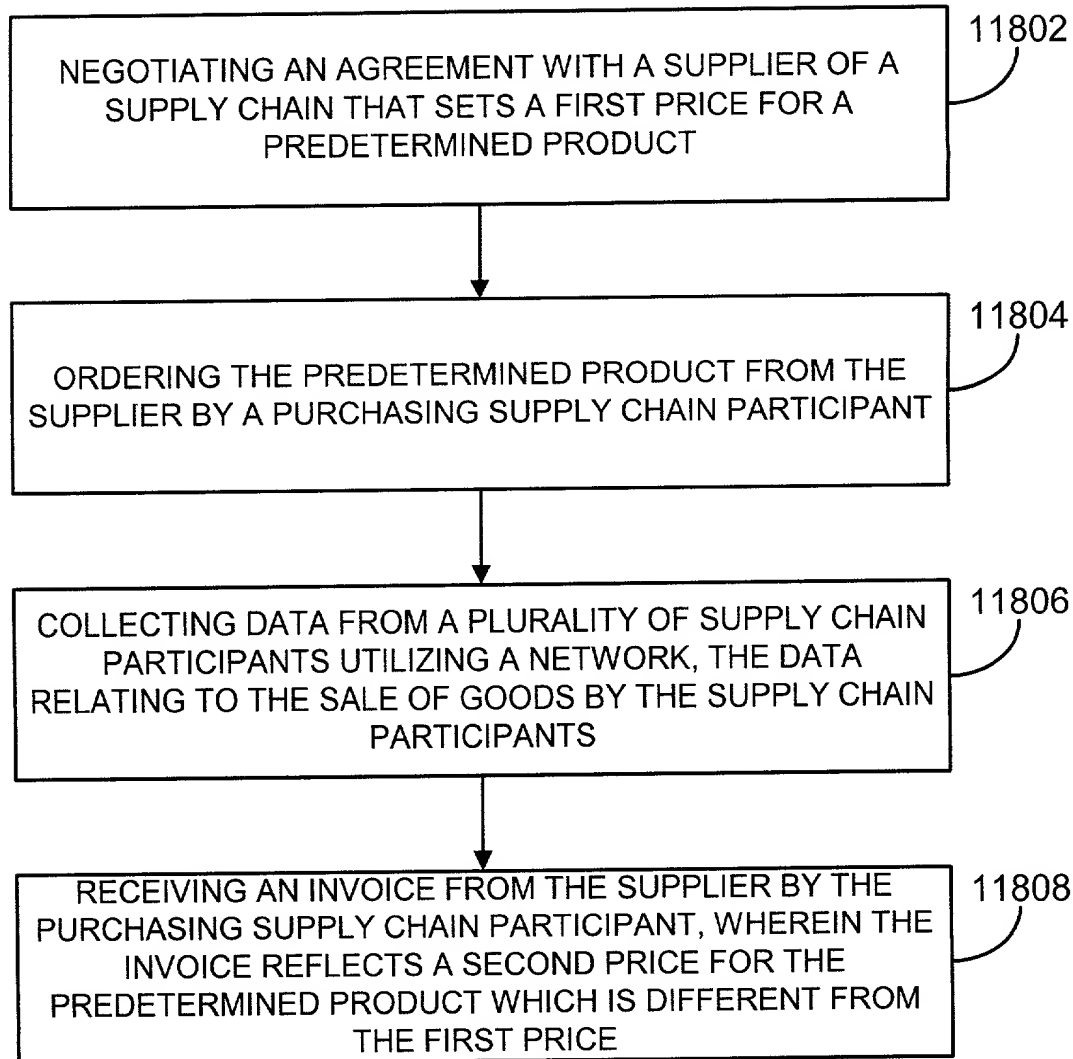 11802
NEGOTIATING AN AGREEMENT WITH A SUPPLIER OF A
SUPPLY CHAIN THAT SETS A FIRST PRICE FOR A
PREDETERMINED PRODUCT
11804
ORDERING THE PREDETERMINED PRODUCT FROM THE
SUPPLIER BY A PURCHASING SUPPLY CHAIN PARTICIPANT
11806
COLLECTING DATA FROM A PLURALITY OF SUPPLY CHAIN
PARTICIPANTS UTILIZING A NETWORK, THE DATA
RELATING TO THE SALE OF GOODS BY THE SUPPLY CHAIN
PARTICIPANTS
11808
RECEIVING AN INVOICE FROM THE SUPPLIER BY THE
PURCHASING SUPPLY CHAIN PARTICIPANT, WHEREIN THE
INVOICE REFLECTS A SECOND PRICE FOR THE
PREDETERMINED PRODUCT WHICH IS DIFFERENT FROM
THE FIRST PRICE